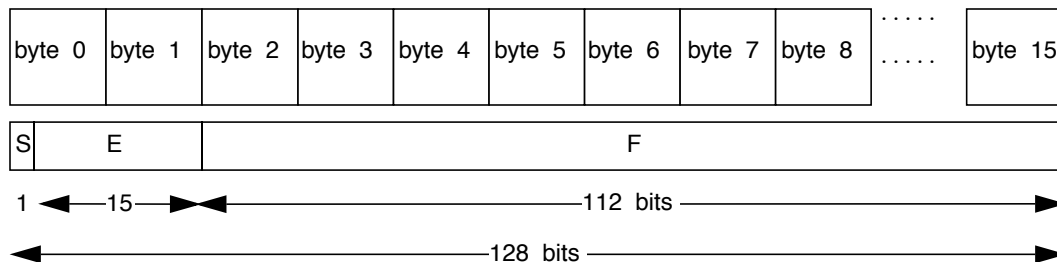 . . . . .
byte 0 byte 1 byte 2 byte 3 byte 4 byte 5 byte 6 byte 7 byte 8 . . . . . byte 15
S E F
1 15 112 bits
128 bits